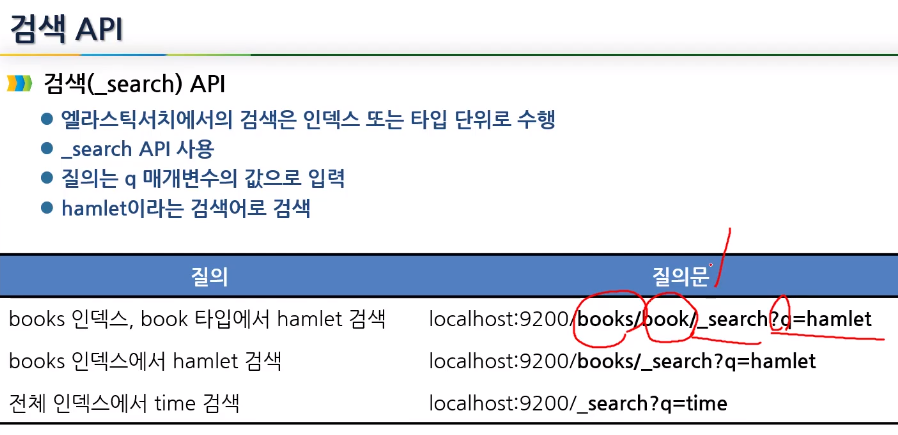 검색 API
검색(_search) API
엘라스틱서치에서의 검색은 인덱스 또는 타입 단위로 수행
_search API 사용
질의는 q 매개변수의 값으로 입력
hamlet이라는 검색어로 검색
질의 질의문
books 인덱스, book 타입에서 hamlet 검색 localhost:9200/books/book/_search?q=hamlet
books 인덱스에서 hamlet 검색 localhost:9200/books/_search?q=hamlet
전체 인덱스에서 time 검색 localhost:9200/_search?q=time